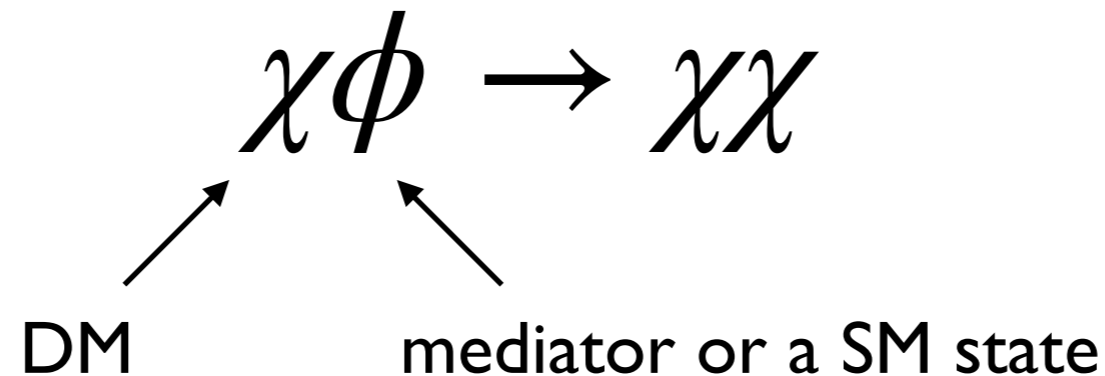 χϕ → χχ
DM mediator or a SM state